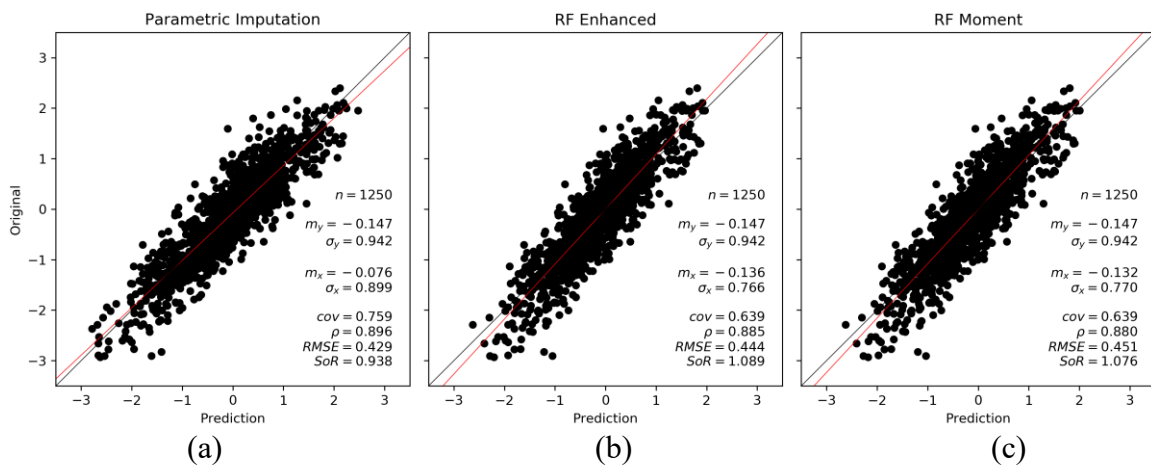 Parametric Imputation
RF Enhanced
RF Moment
Original
3
2
1
0
−1
−2
−3
n = 1250
m_y = −0.147
σ_y = 0.942
m_x = −0.076
σ_x = 0.899
cov = 0.759
ρ = 0.896
RMSE = 0.429
SoR = 0.938
−3 −2 −1 0 1 2 3
Prediction
(a)
n = 1250
m_y = −0.147
σ_y = 0.942
m_x = −0.136
σ_x = 0.766
cov = 0.639
ρ = 0.885
RMSE = 0.444
SoR = 1.089
−3 −2 −1 0 1 2 3
Prediction
(b)
n = 1250
m_y = −0.147
σ_y = 0.942
m_x = −0.132
σ_x = 0.770
cov = 0.639
ρ = 0.880
RMSE = 0.451
SoR = 1.076
−3 −2 −1 0 1 2 3
Prediction
(c)